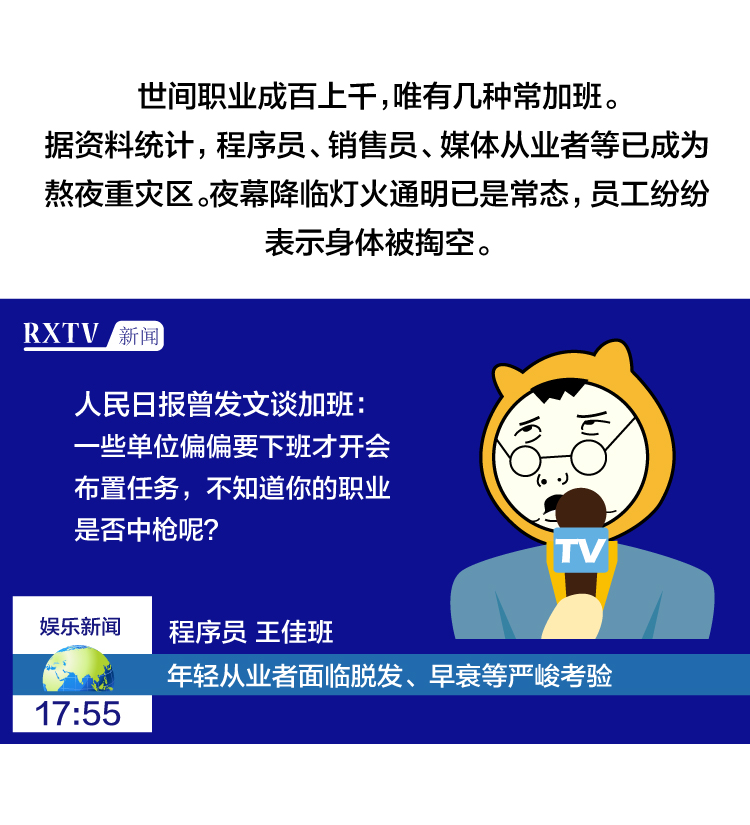 世间职业成百上千,唯有几种常加班。
据资料统计，程序员、销售员、媒体从业者等已成为
熬夜重灾区。夜幕降临灯火通明已是常态，员工纷纷
表示身体被掏空。
RXTV 新闻
人民日报曾发文谈加班：
一些单位偏偏要下班才开会
布置任务，不知道你的职业
是否中枪呢？
TV
娱乐新闻
程序员 王佳班
年轻从业者面临脱发、早衰等严峻考验
17:55